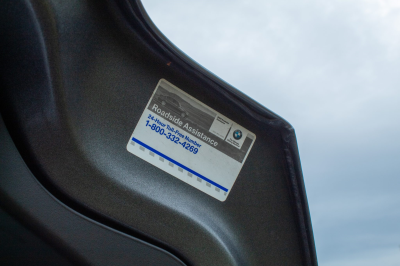 Roadside Assistance
24-Hour Toll-Free Number
1-800-332-4269